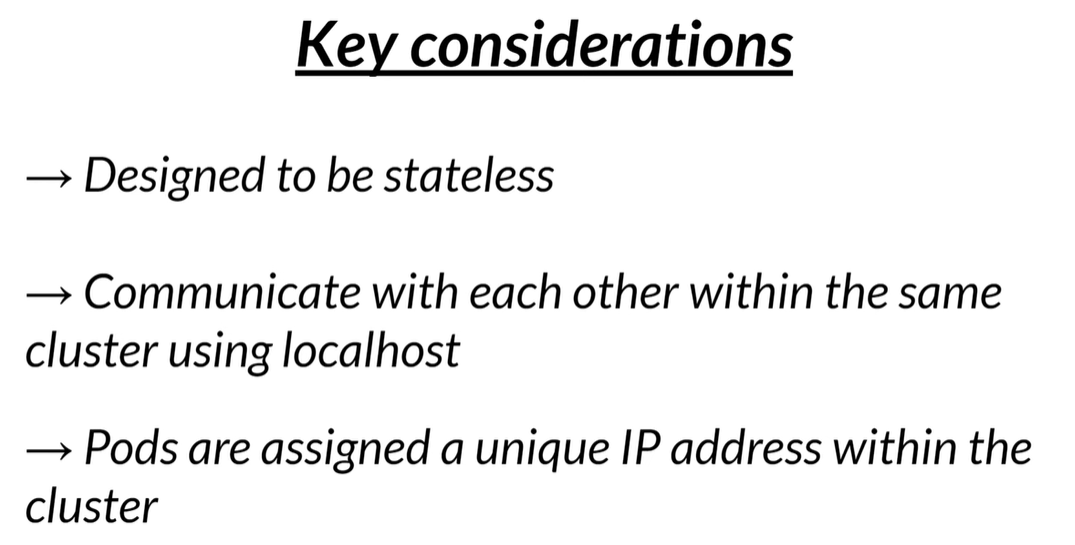 Key considerations
→ Designed to be stateless
→ Communicate with each other within the same
cluster using localhost
→ Pods are assigned a unique IP address within the
cluster